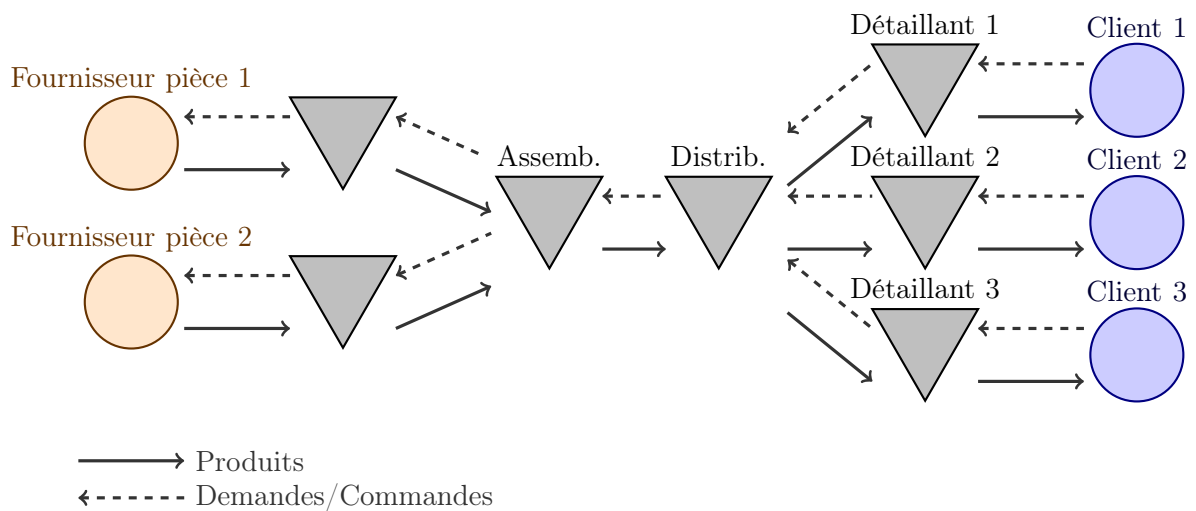 Détaillant 1
Client 1
Fournisseur pièce 1
Assemb.
Distrib.
Détaillant 2
Client 2
Fournisseur pièce 2
Détaillant 3
Client 3
Produits
Demandes/Commandes